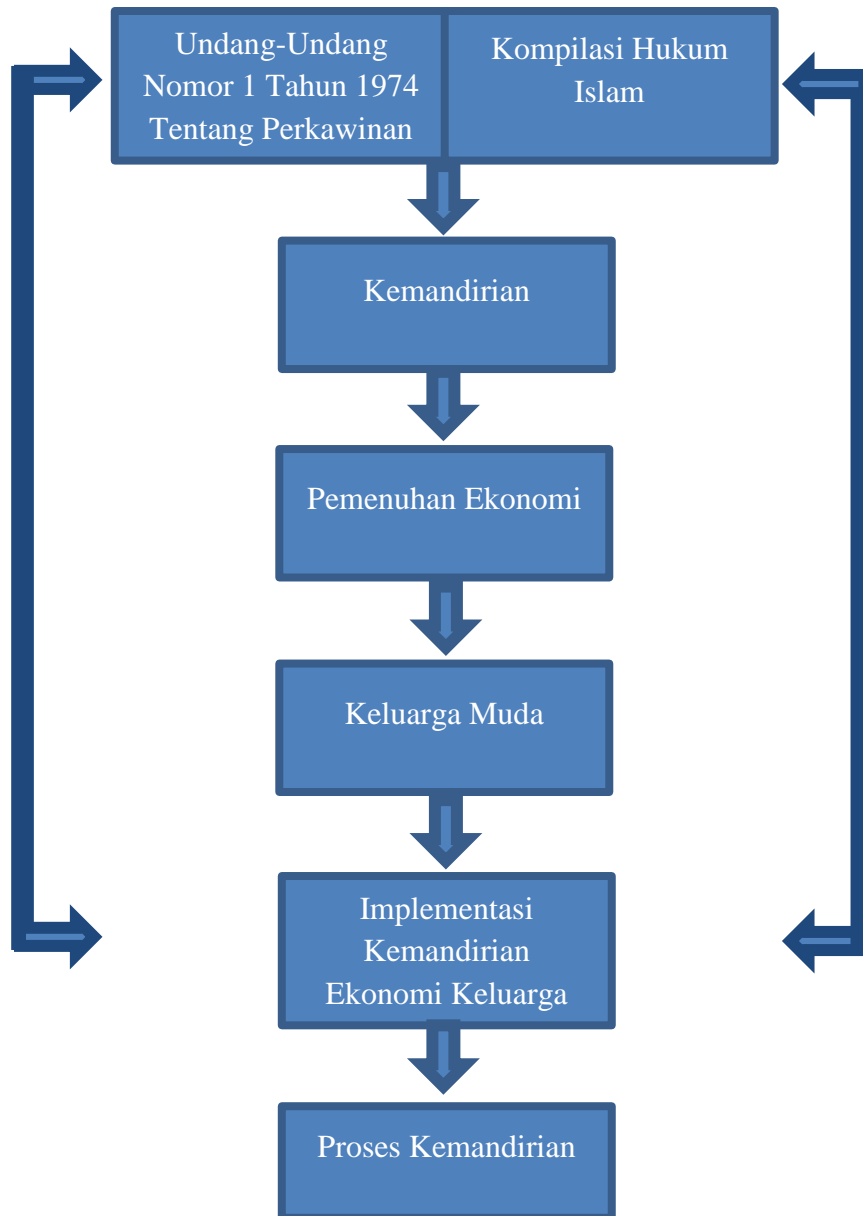 Undang-Undang
Nomor 1 Tahun 1974
Tentang Perkawinan
Kompilasi Hukum
Islam
Kemandirian
Pemenuhan Ekonomi
Keluarga Muda
Implementasi
Kemandirian
Ekonomi Keluarga
Proses Kemandirian